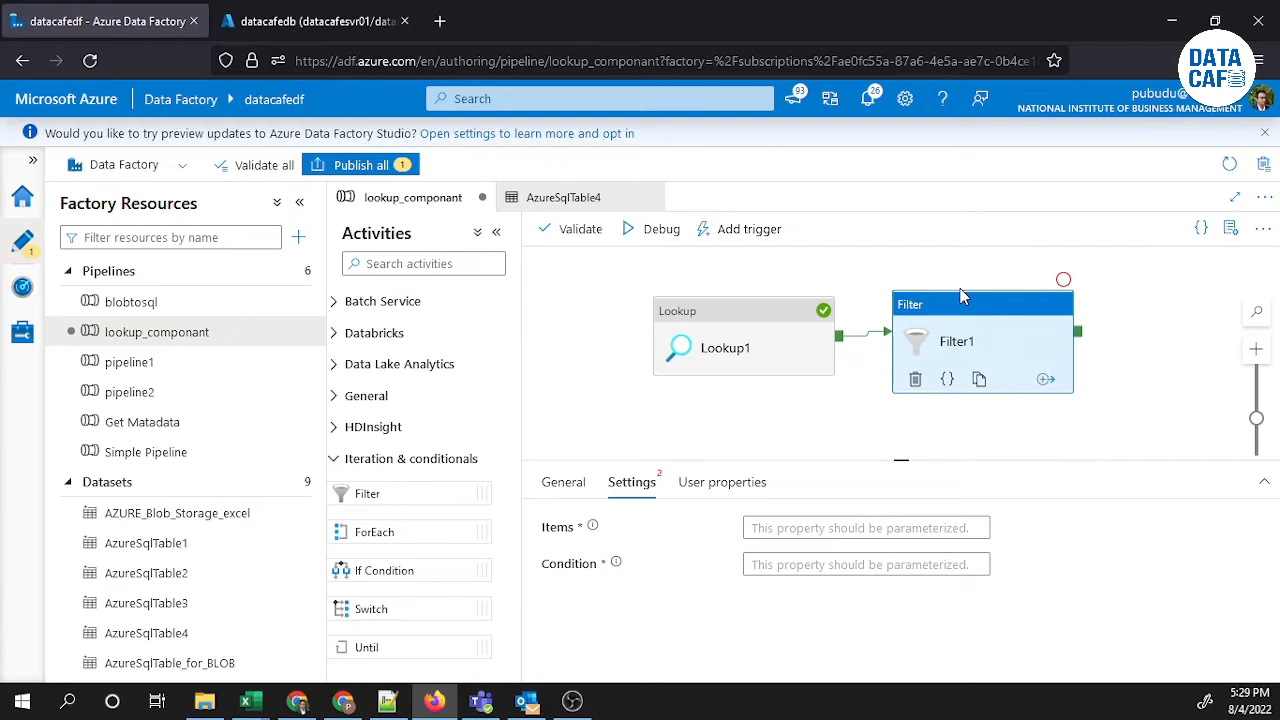 datacafedf - Azure Data Factory
datacafedb (datacafesvr01/data
https://adf.azure.com/en/authoring/pipeline/lookup_componant?factory=%2Fsubscriptions%2Fae0fc55a-87a6-4e5a-ae7c-0b4ce1
DATA
CAFE
Microsoft Azure
Data Factory
datacafedf
Search
93
26
pubudu@
NATIONAL INSTITUTE OF BUSINESS MANAGEMENT
Would you like to try preview updates to Azure Data Factory Studio? Open settings to learn more and opt in
Data Factory
Validate all
Publish all 1
Factory Resources
Filter resources by name
Pipelines 6
blobtosql
lookup_componant
pipeline1
pipeline2
Get Matadata
Simple Pipeline
Datasets 9
AZURE_Blob_Storage_excel
AzureSqlTable1
AzureSqlTable2
AzureSqlTable3
AzureSqlTable4
AzureSqlTable_for_BLOB
1
lookup_componant
AzureSqlTable4
Activities
Search activities
Batch Service
Databricks
Data Lake Analytics
General
HDInsight
Iteration & conditionals
Filter
ForEach
If Condition
Switch
Until
Validate
Debug
Add trigger
Lookup
Lookup1
Filter
Filter1
General
Settings 2
User properties
Items *
This property should be parameterized.
Condition *
This property should be parameterized.
5:29 PM
8/4/2022